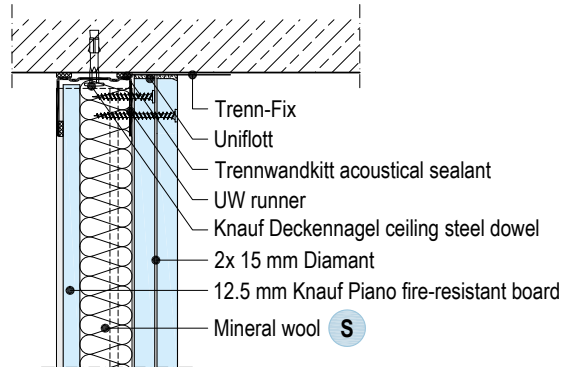 Trenn-Fix
Uniflott
Trennwandkitt acoustical sealant
UW runner
Knauf Deckennagel ceiling steel dowel
2x 15 mm Diamant
12.5 mm Knauf Piano fire-resistant board
Mineral wool S